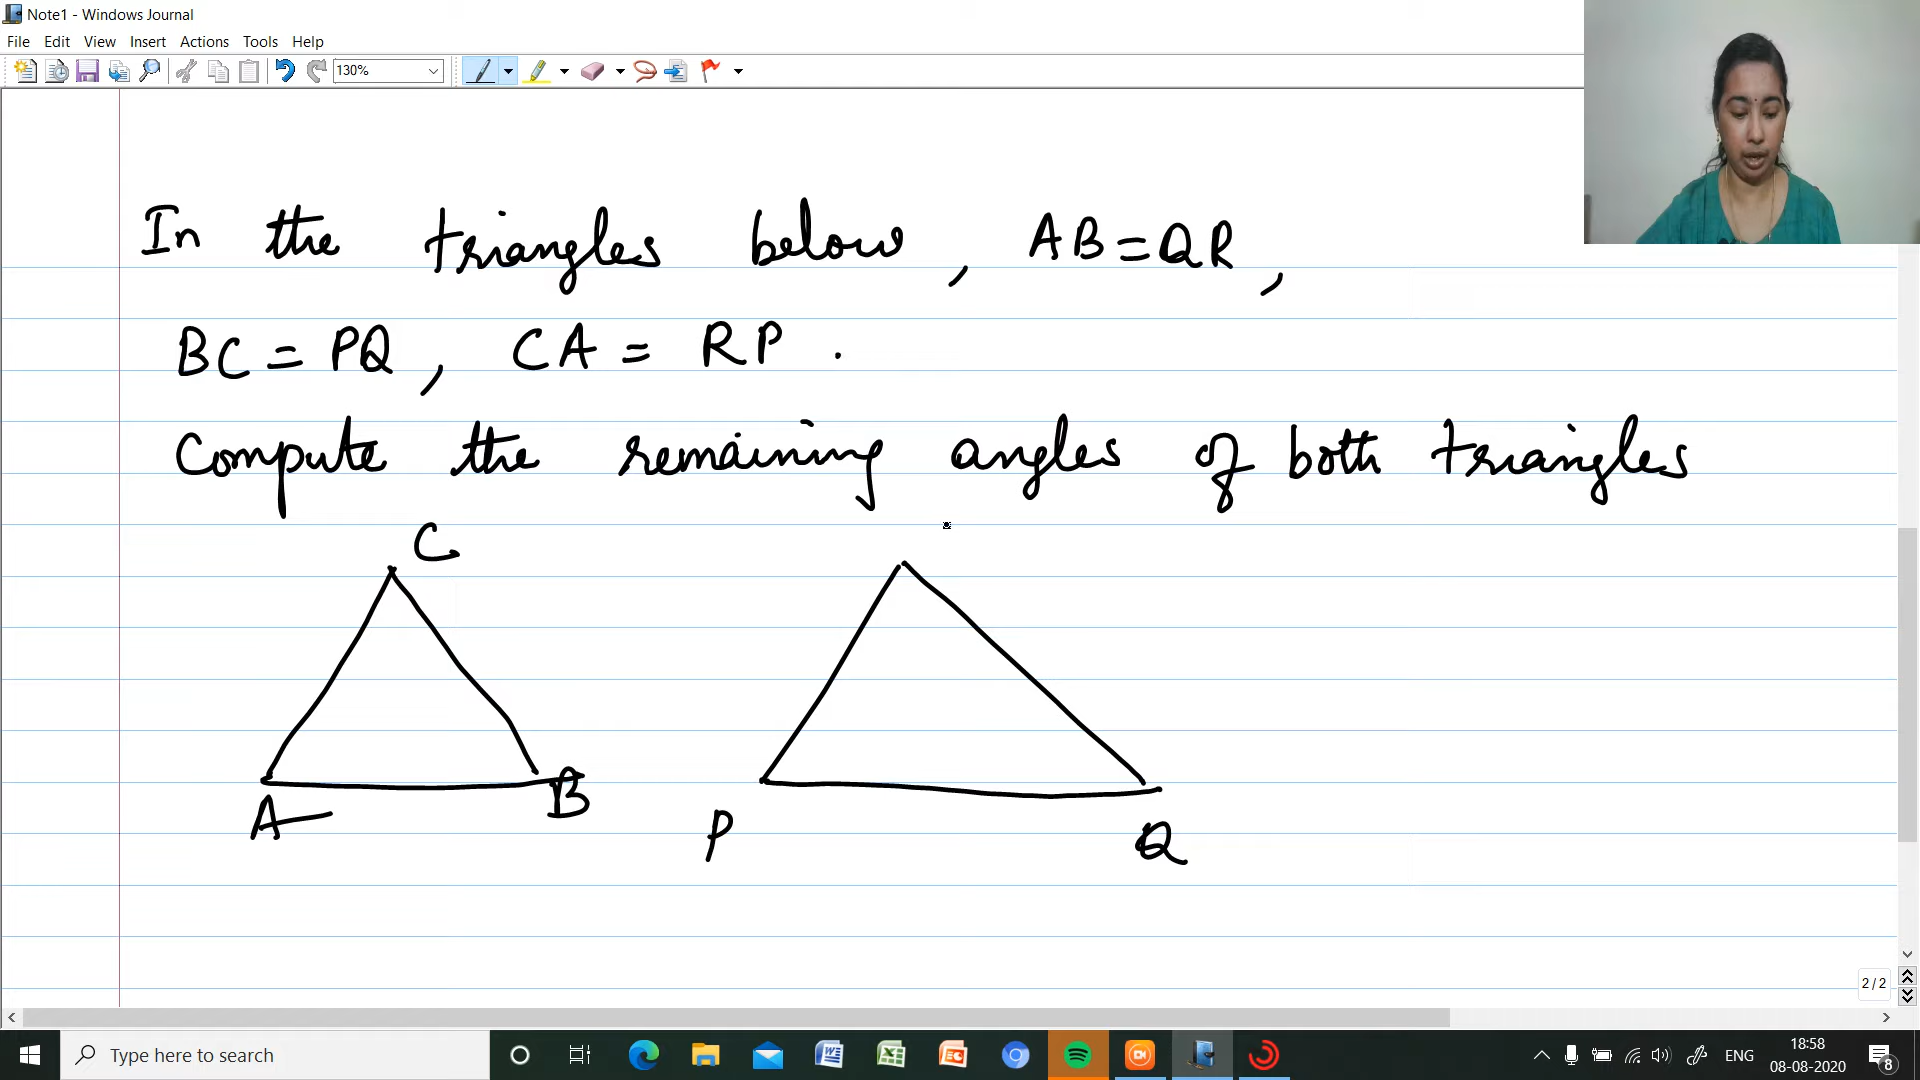 Note1 - Windows Journal
File Edit View Insert Actions Tools Help
130%
In the triangles below, AB=QR,
BC = PQ, CA = RP.
Compute the remaining angles of both triangles
C
A B
P Q
2 / 2
Type here to search
ENG
18:58
08-08-2020
8